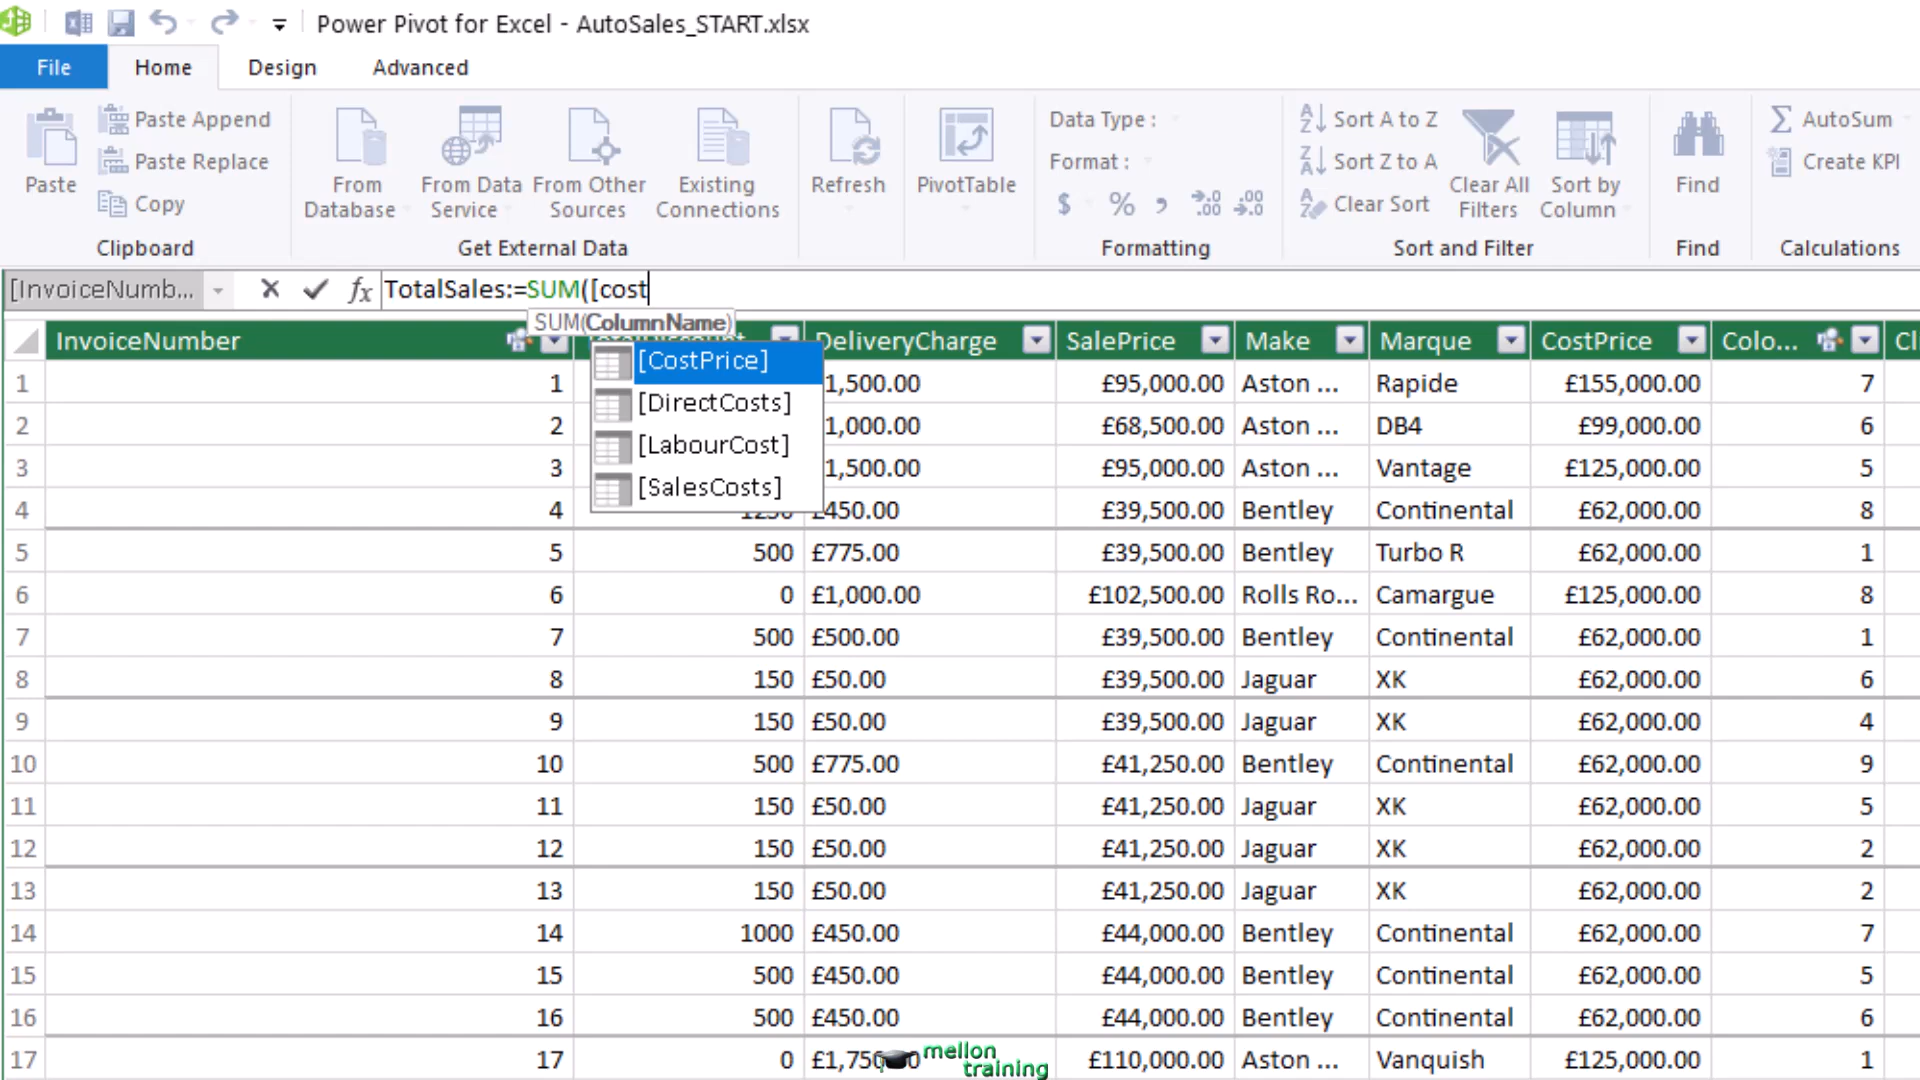 Power Pivot for Excel - AutoSales_START.xlsx
File Home Design Advanced
Paste
Paste Append
Paste Replace
Copy
Clipboard
From Database
From Data Service
From Other Sources
Existing Connections
Get External Data
Refresh
PivotTable
Data Type :
Format :
$ % , .00 .00
Formatting
Sort A to Z
Sort Z to A
Clear Sort
Clear All Filters
Sort by Column
Sort and Filter
Find
Find
AutoSum
Create KPI
Calculations
[InvoiceNumb... fx TotalSales:=SUM([cost
SUM(ColumnName)
[CostPrice]
[DirectCosts]
[LabourCost]
[SalesCosts]
InvoiceNumber TotalDiscount DeliveryCharge SalePrice Make Marque CostPrice Colo... Cl
1 1 1,500.00 £95,000.00 Aston ... Rapide £155,000.00 7
2 2 1,000.00 £68,500.00 Aston ... DB4 £99,000.00 6
3 3 1,500.00 £95,000.00 Aston ... Vantage £125,000.00 5
4 4 1250 £450.00 £39,500.00 Bentley Continental £62,000.00 8
5 5 500 £775.00 £39,500.00 Bentley Turbo R £62,000.00 1
6 6 0 £1,000.00 £102,500.00 Rolls Ro... Camargue £125,000.00 8
7 7 500 £500.00 £39,500.00 Bentley Continental £62,000.00 1
8 8 150 £50.00 £39,500.00 Jaguar XK £62,000.00 6
9 9 150 £50.00 £39,500.00 Jaguar XK £62,000.00 4
10 10 500 £775.00 £41,250.00 Bentley Continental £62,000.00 9
11 11 150 £50.00 £41,250.00 Jaguar XK £62,000.00 5
12 12 150 £50.00 £41,250.00 Jaguar XK £62,000.00 2
13 13 150 £50.00 £41,250.00 Jaguar XK £62,000.00 2
14 14 1000 £450.00 £44,000.00 Bentley Continental £62,000.00 7
15 15 500 £450.00 £44,000.00 Bentley Continental £62,000.00 5
16 16 500 £450.00 £44,000.00 Bentley Continental £62,000.00 6
17 17 0 £110,000.00 Aston ... Vanquish £125,000.00 1
mellon
training